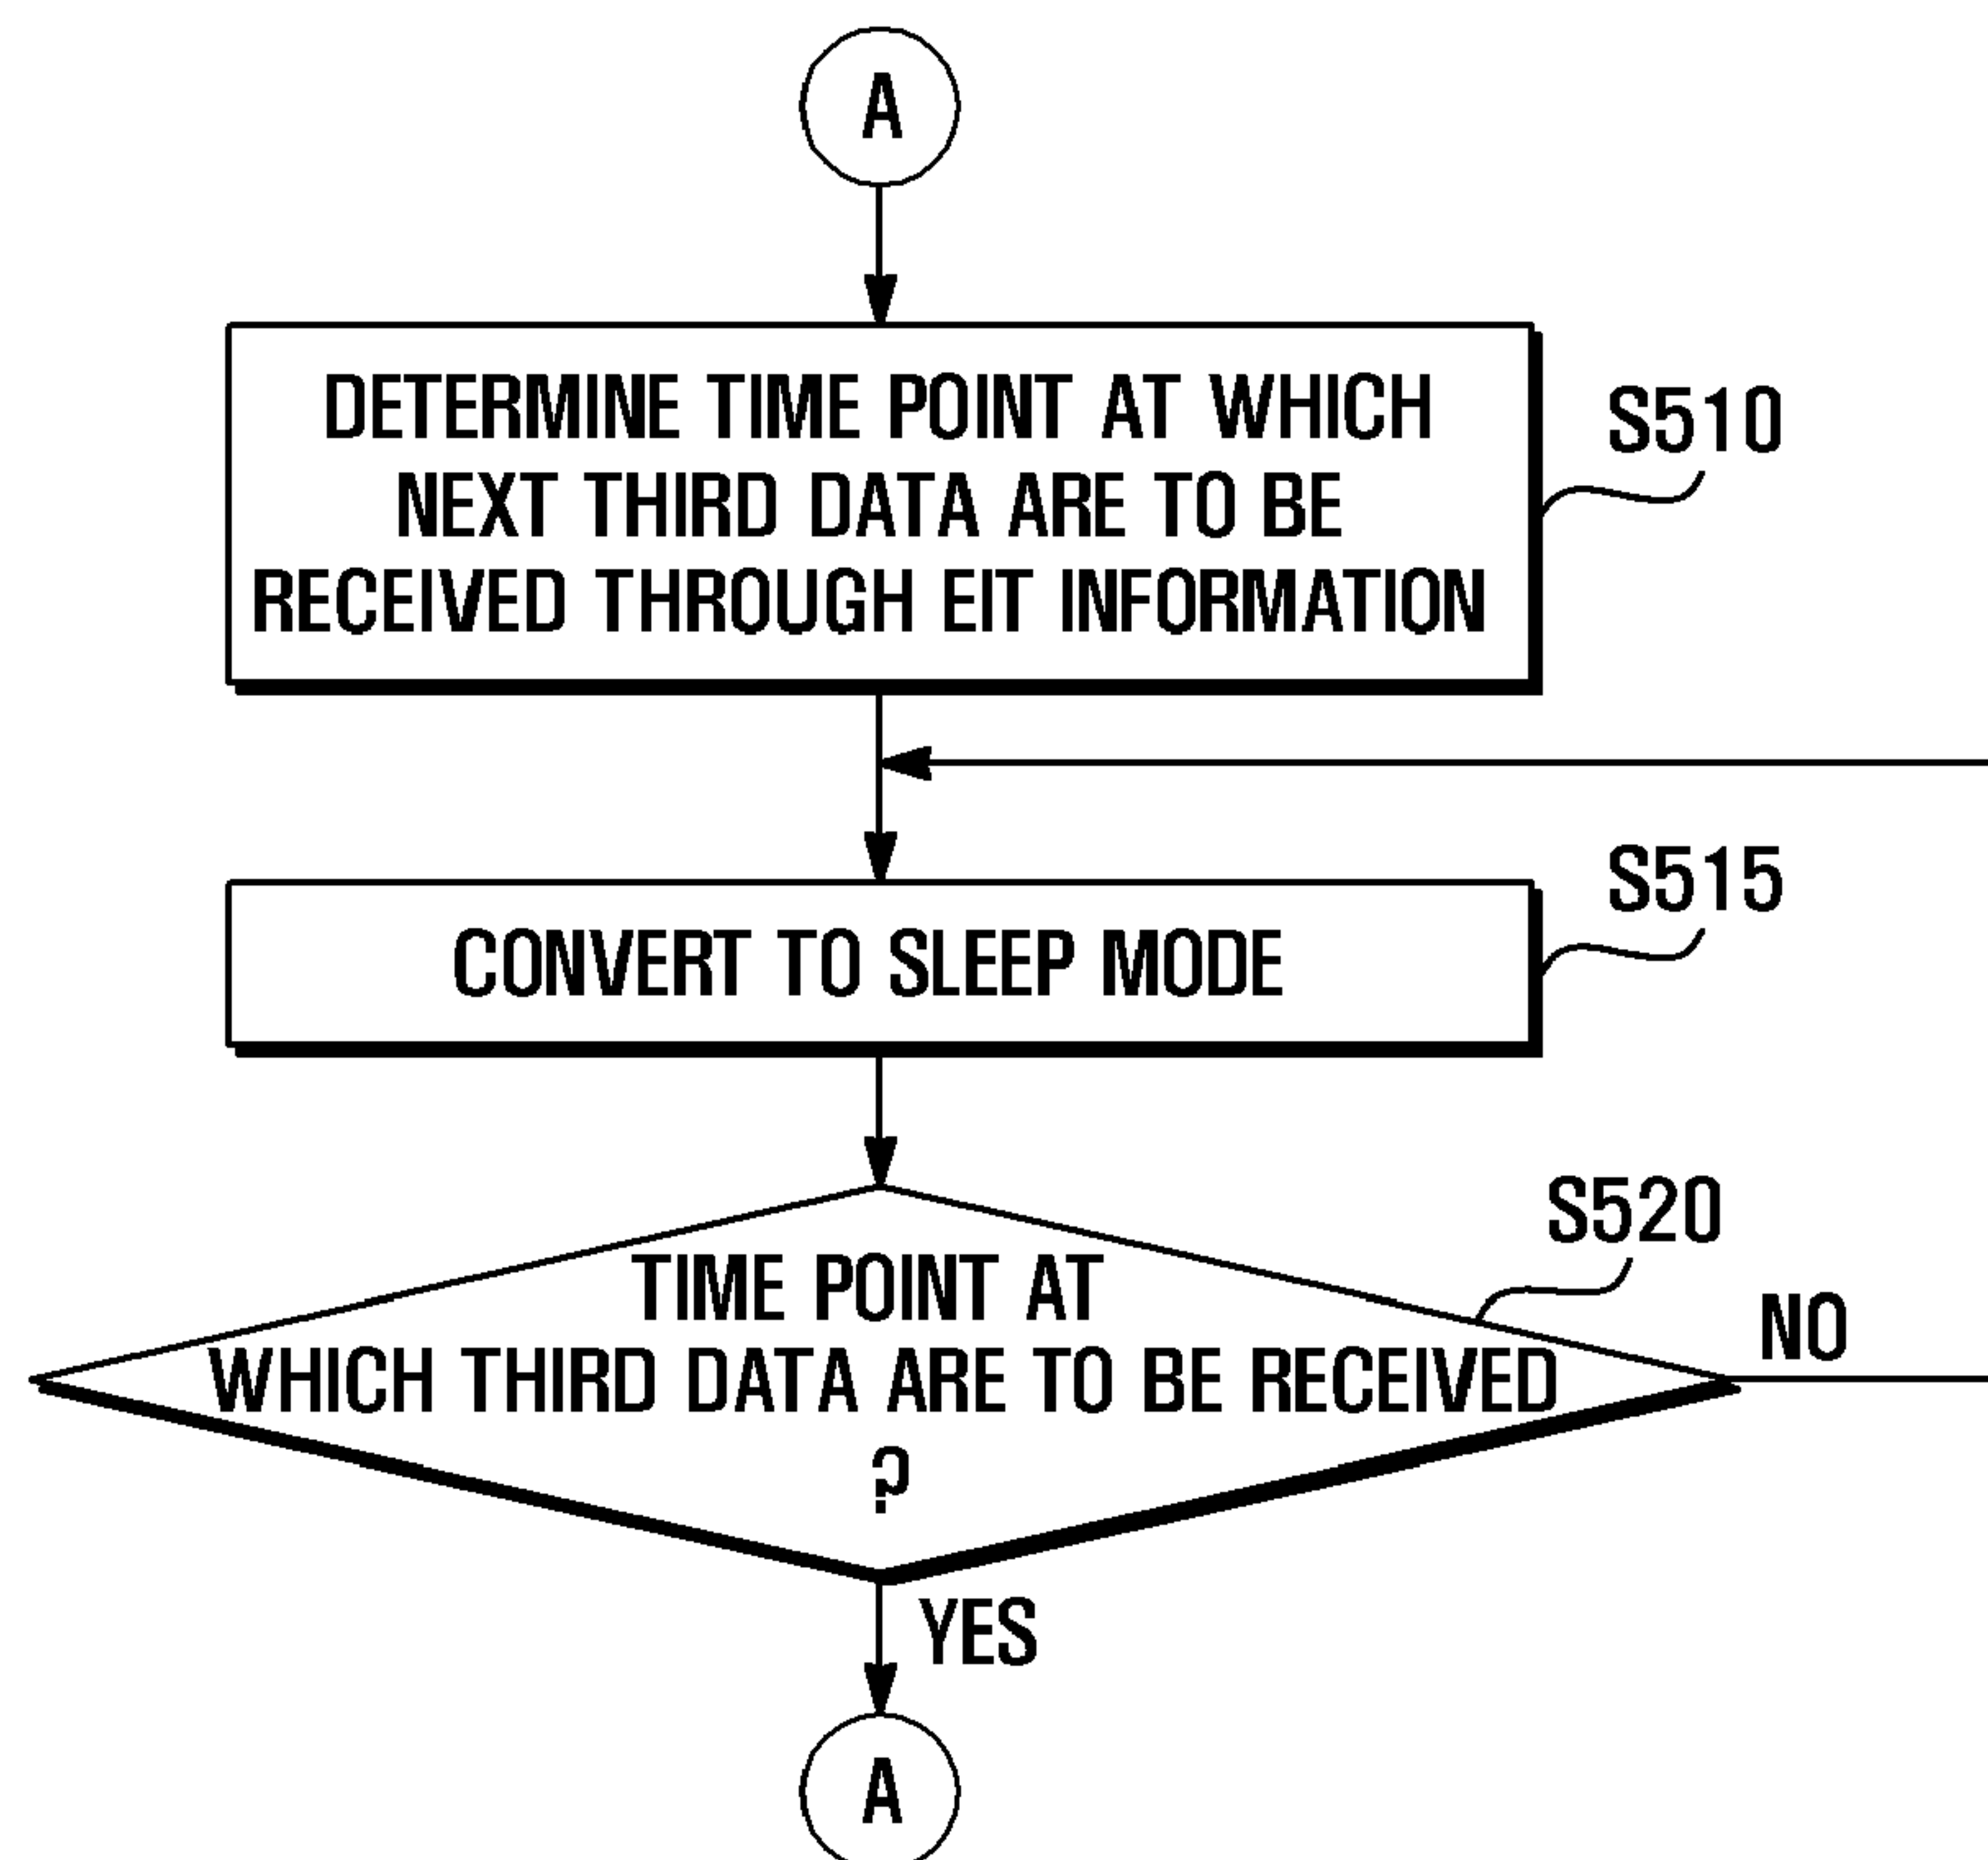 A
DETERMINE TIME POINT AT WHICH
NEXT THIRD DATA ARE TO BE
RECEIVED THROUGH EIT INFORMATION
S510
CONVERT TO SLEEP MODE
S515
S520
TIME POINT AT
WHICH THIRD DATA ARE TO BE RECEIVED
?
NO
YES
A